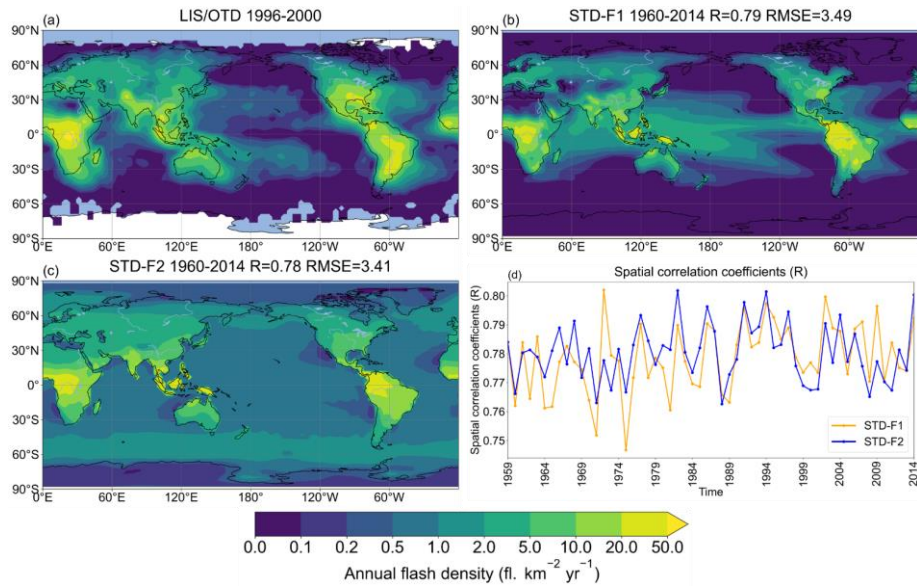 (a) LIS/OTD 1996-2000
90°N
60°N
30°N
0°
30°S
60°S
90°S
0°E 60°E 120°E 180° 120°W 60°W
(b) STD-F1 1960-2014 R=0.79 RMSE=3.49
90°N
60°N
30°N
0°
30°S
60°S
90°S
0°E 60°E 120°E 180° 120°W 60°W
(c) STD-F2 1960-2014 R=0.78 RMSE=3.41
90°N
60°N
30°N
0°
30°S
60°S
90°S
0°E 60°E 120°E 180° 120°W 60°W
(d) Spatial correlation coefficients (R)
Spatial correlation coefficients (R)
0.80
0.79
0.78
0.77
0.76
0.75
STD-F1
STD-F2
1959 1964 1969 1974 1979 1984 1989 1994 1999 2004 2009 2014
Time
0.0 0.1 0.2 0.5 1.0 2.0 5.0 10.0 20.0 50.0
Annual flash density (fl. km⁻² yr⁻¹)